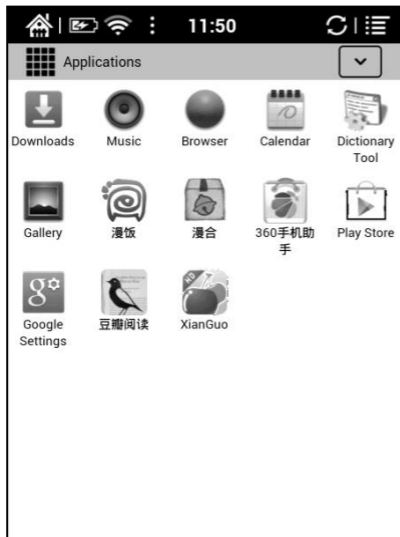 11:50
Applications
Downloads
Music
Browser
Calendar
Dictionary
Tool
Gallery
漫饭
漫合
360手机助
手
Play Store
g
Google
Settings
豆瓣阅读
HD
XianGuo